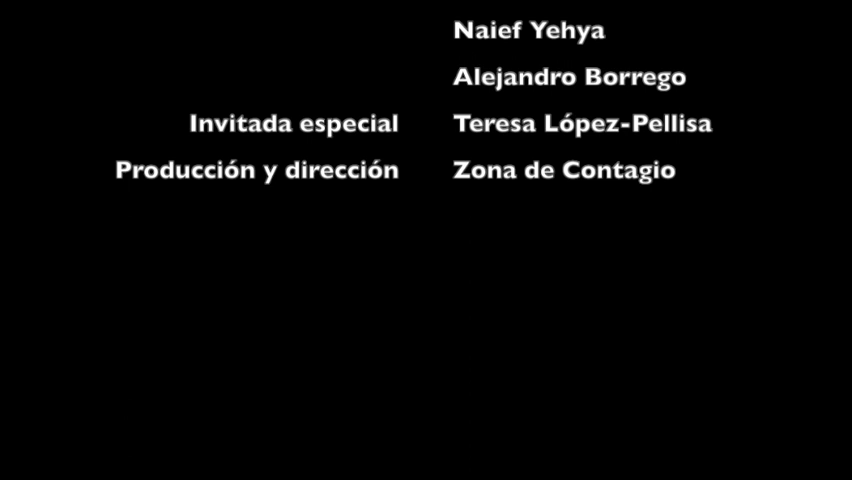 Naief Yehya
Alejandro Borrego
Invitada especial Teresa López-Pellisa
Producción y dirección Zona de Contagio